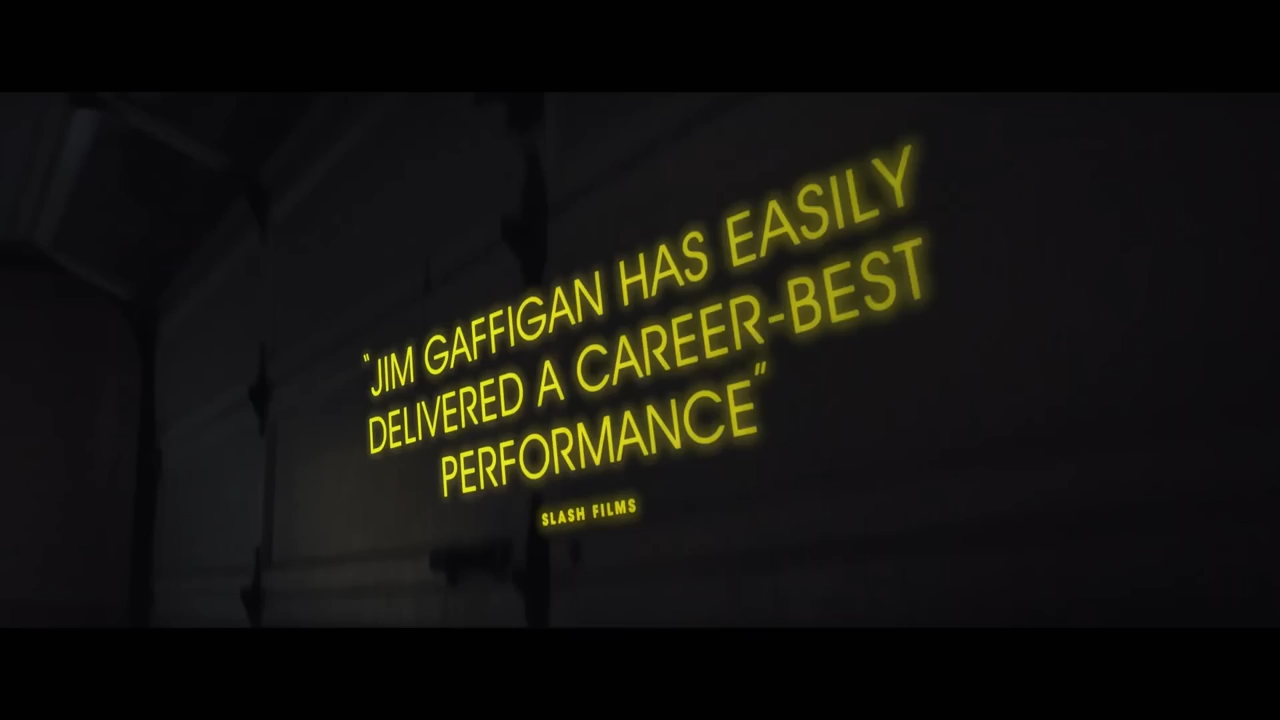 "JIM GAFFIGAN HAS EASILY
DELIVERED A CAREER-BEST
PERFORMANCE"
SLASH FILMS